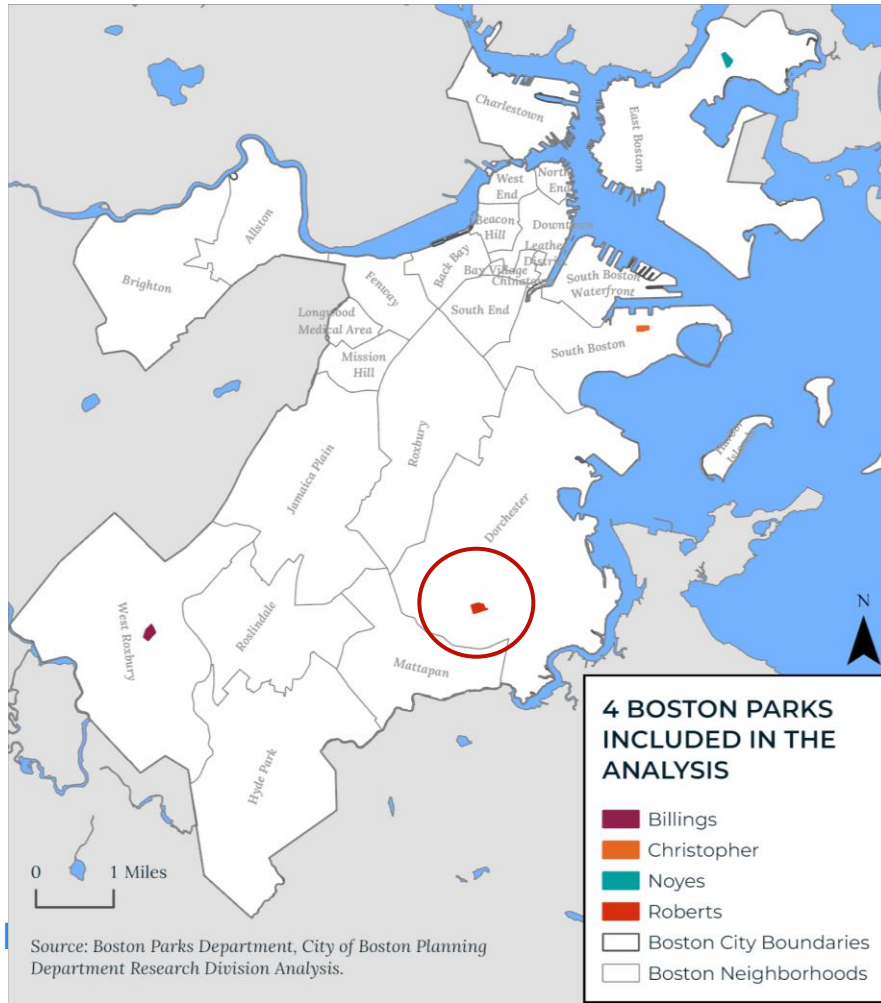 Charlestown
East Boston
West
End
North
End
Beacon
Hill
Downtown
Leather
District
Back Bay
Bay Village
Allston
Brighton
Fenway
South Boston
Waterfront
Longwood
Medical Area
South End
Mission
Hill
South Boston
Roxbury
Jamaica Plain
Dorchester
West Roxbury
Roslindale
Mattapan
Hyde Park
N
0 1 Miles
Source: Boston Parks Department, City of Boston Planning
Department Research Division Analysis.
4 BOSTON PARKS
INCLUDED IN THE
ANALYSIS
Billings
Christopher
Noyes
Roberts
Boston City Boundaries
Boston Neighborhoods